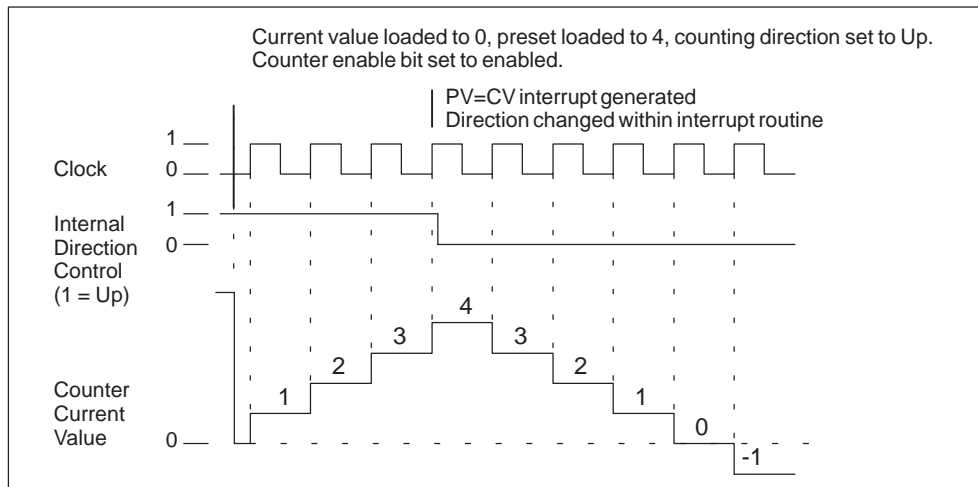 Current value loaded to 0, preset loaded to 4, counting direction set to Up.
Counter enable bit set to enabled.
PV=CV interrupt generated
Direction changed within interrupt routine
1
Clock
0
1
Internal
Direction
Control
(1 = Up)
0
4
3
3
2
2
1
1
0
-1
Counter
Current
Value
0